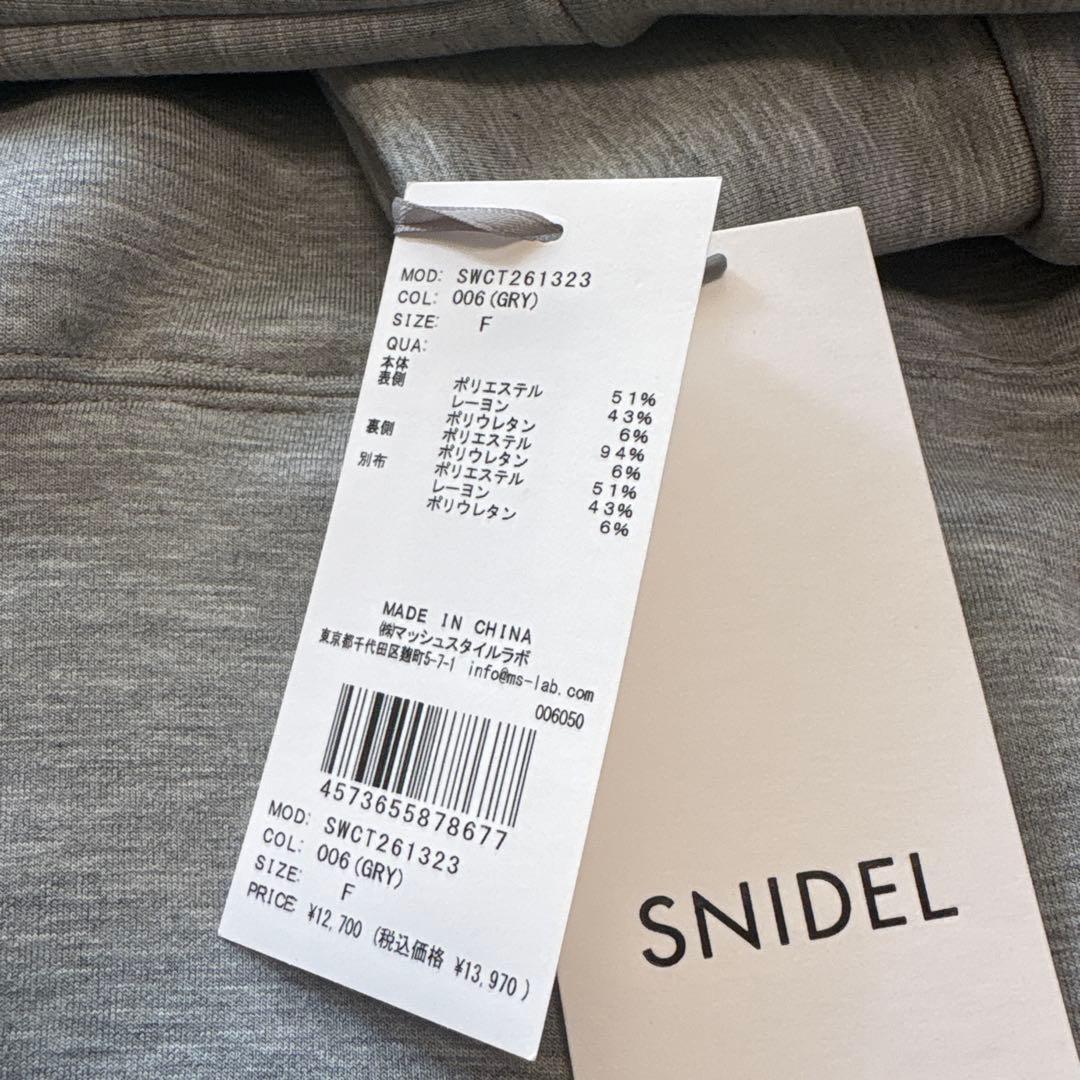 MOD: SWCT261323
COL: 006(GRY)
SIZE: F
QUA:
本体
表側 ポリエステル 51%
レーヨン 43%
ポリウレタン 6%
裏側 ポリエステル 94%
ポリウレタン 6%
別布 ポリエステル 51%
レーヨン 43%
ポリウレタン 6%
MADE IN CHINA
㈱マッシュスタイルラボ
東京都千代田区麹町5-7-1 info@ms-lab.com
006050
4573655878677
MOD: SWCT261323
COL: 006(GRY)
SIZE: F
PRICE: ¥12,700 (税込価格 ¥13,970)
SNIDEL